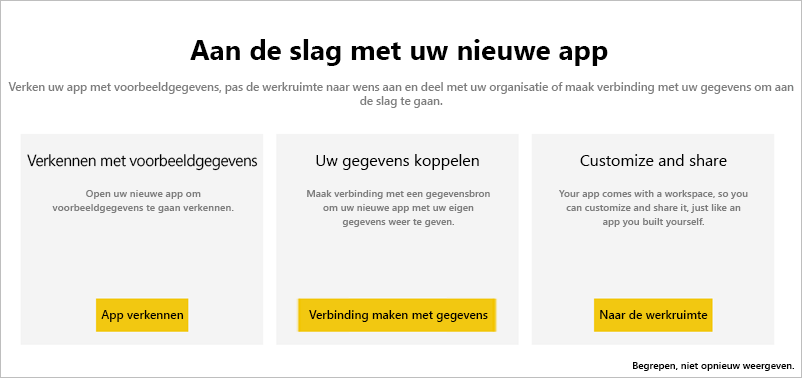 Aan de slag met uw nieuwe app
Verken uw app met voorbeeldgegevens, pas de werkruimte naar wens aan en deel met uw organisatie of maak verbinding met uw gegevens om aan
de slag te gaan.
Verkennen met voorbeeldgegevens
Open uw nieuwe app om
voorbeeldgegevens te gaan verkennen.
App verkennen
Uw gegevens koppelen
Maak verbinding met een gegevensbron
om uw nieuwe app met uw eigen
gegevens weer te geven.
Verbinding maken met gegevens
Customize and share
Your app comes with a workspace, so you
can customize and share it, just like an
app you built yourself.
Naar de werkruimte
Begrepen, niet opnieuw weergeven.